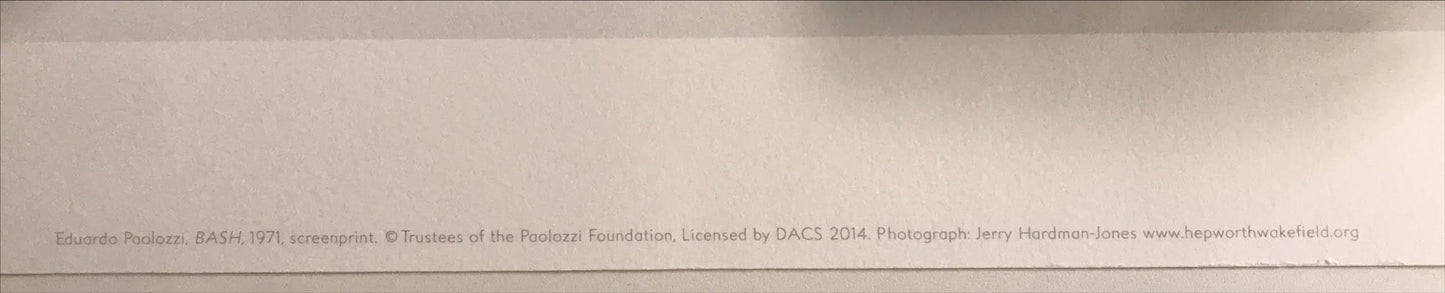 Eduardo Paolozzi, BASH, 1971, screenprint. © Trustees of the Paolozzi Foundation, Licensed by DACS 2014. Photograph: Jerry Hardman-Jones www.hepworthwakefield.org